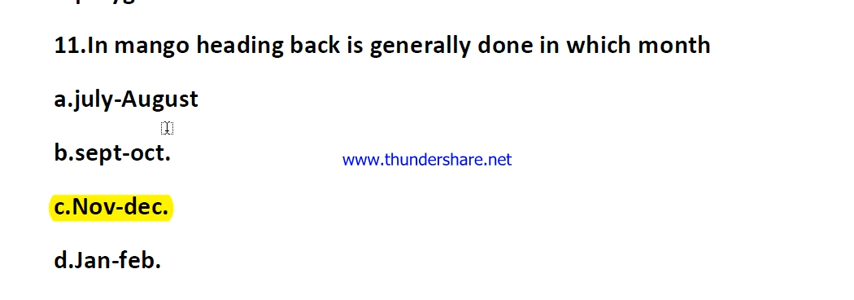 11.In mango heading back is generally done in which month
a.july-August
b.sept-oct.
www.thundershare.net
c.Nov-dec.
d.Jan-feb.